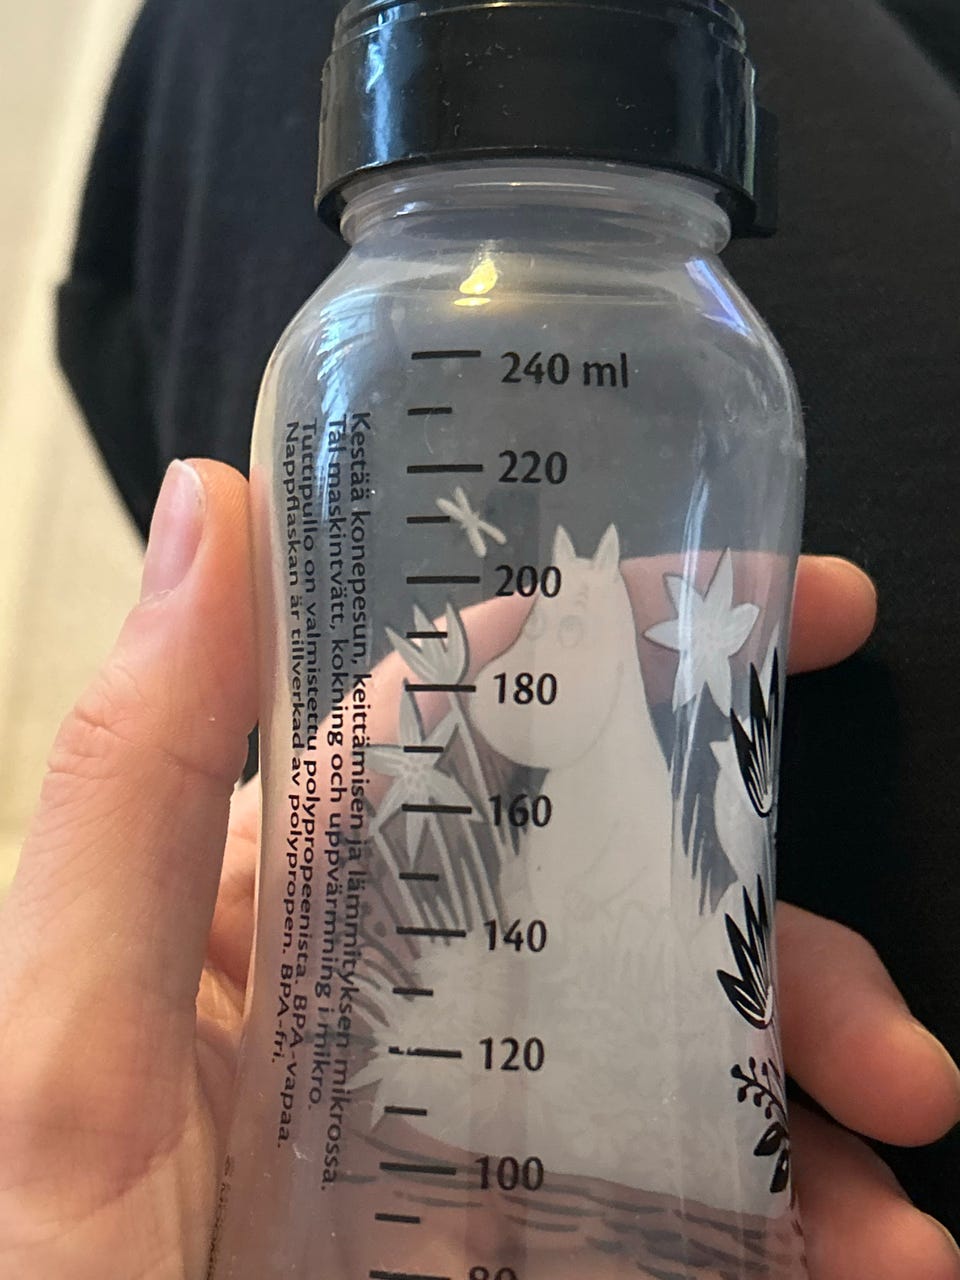 240 ml
220
200
180
160
140
120
100
80
Kestää konepesun, keittämisen ja lämmityksen mikrossa.
Tål maskintvätt, kokning och uppvärmning i mikro.
Tuttipullo on valmistettu polypropeenista. BPA-vapaa.
Nappflaskan är tillverkad av polypropen. BPA-fri.